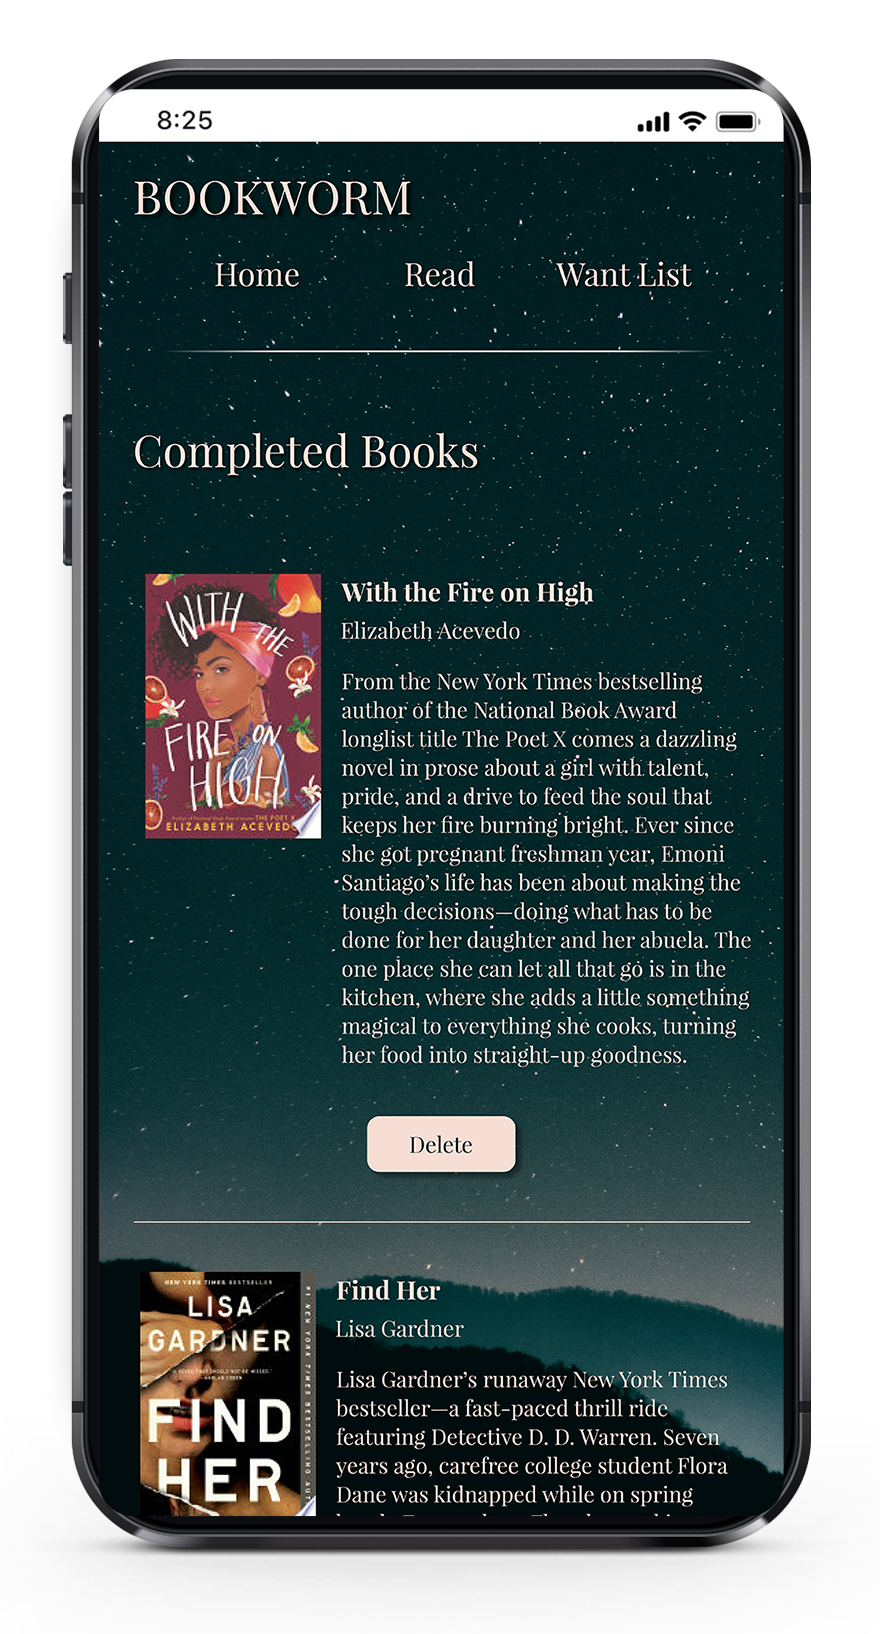 8:25
BOOKWORM
Home Read Want List
Completed Books
WITH THE
FIRE ON
HIGH
Author of National Book Award winner THE POET X
ELIZABETH ACEVEDO
With the Fire on High
Elizabeth Acevedo
From the New York Times bestselling
author of the National Book Award
longlist title The Poet X comes a dazzling
novel in prose about a girl with talent,
pride, and a drive to feed the soul that
keeps her fire burning bright. Ever since
she got pregnant freshman year, Emoni
Santiago’s life has been about making the
tough decisions—doing what has to be
done for her daughter and her abuela. The
one place she can let all that go is in the
kitchen, where she adds a little something
magical to everything she cooks, turning
her food into straight-up goodness.
Delete
NEW YORK TIMES BESTSELLER
LISA
GARDNER
"A NOVEL THAT SHOULD NOT BE MISSED."
—HARLAN COBEN
FIND
HER
#1 NEW YORK TIMES BESTSELLING
Find Her
Lisa Gardner
Lisa Gardner’s runaway New York Times
bestseller—a fast-paced thrill ride
featuring Detective D. D. Warren. Seven
years ago, carefree college student Flora
Dane was kidnapped while on spring